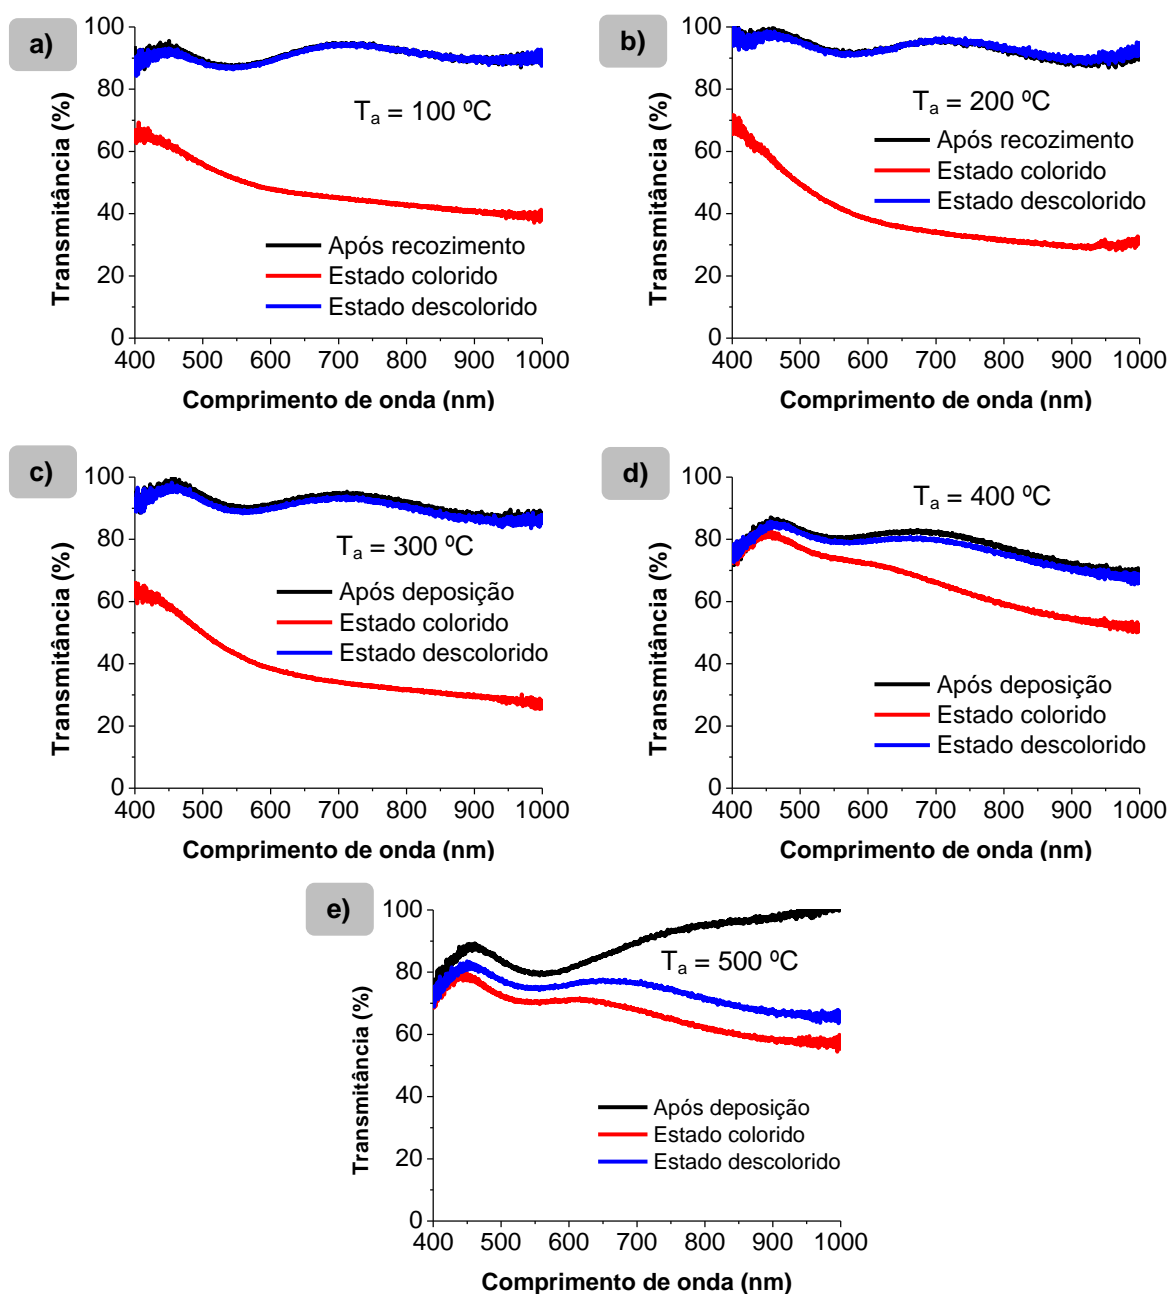 a)
Transmitância (%)
100
80
60
40
20
0
Tₐ = 100 ºC
Após recozimento
Estado colorido
Estado descolorido
400 500 600 700 800 900 1000
Comprimento de onda (nm)
b)
Transmitância (%)
100
80
60
40
20
0
Tₐ = 200 ºC
Após recozimento
Estado colorido
Estado descolorido
400 500 600 700 800 900 1000
Comprimento de onda (nm)
c)
Transmitância (%)
100
80
60
40
20
0
Tₐ = 300 ºC
Após deposição
Estado colorido
Estado descolorido
400 500 600 700 800 900 1000
Comprimento de onda (nm)
d)
Transmitância (%)
100
80
60
40
20
0
Tₐ = 400 ºC
Após deposição
Estado colorido
Estado descolorido
400 500 600 700 800 900 1000
Comprimento de onda (nm)
e)
Transmitância (%)
100
80
60
40
20
0
Tₐ = 500 ºC
Após deposição
Estado colorido
Estado descolorido
400 500 600 700 800 900 1000
Comprimento de onda (nm)